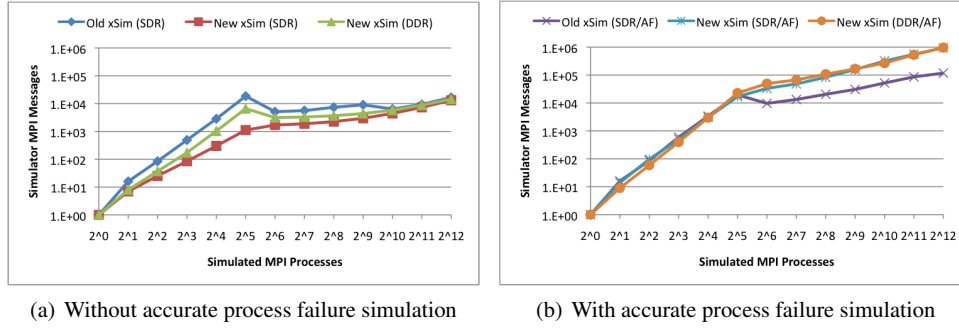 Old xSim (SDR) New xSim (SDR) New xSim (DDR)
1.E+06
1.E+05
1.E+04
1.E+03
1.E+02
1.E+01
1.E+00
Simulator MPI Messages
2^0 2^1 2^2 2^3 2^4 2^5 2^6 2^7 2^8 2^9 2^10 2^11 2^12
Simulated MPI Processes
(a) Without accurate process failure simulation
Old xSim (SDR/AF) New xSim (SDR/AF) New xSim (DDR/AF)
1.E+06
1.E+05
1.E+04
1.E+03
1.E+02
1.E+01
1.E+00
Simulator MPI Messages
2^0 2^1 2^2 2^3 2^4 2^5 2^6 2^7 2^8 2^9 2^10 2^11 2^12
Simulated MPI Processes
(b) With accurate process failure simulation